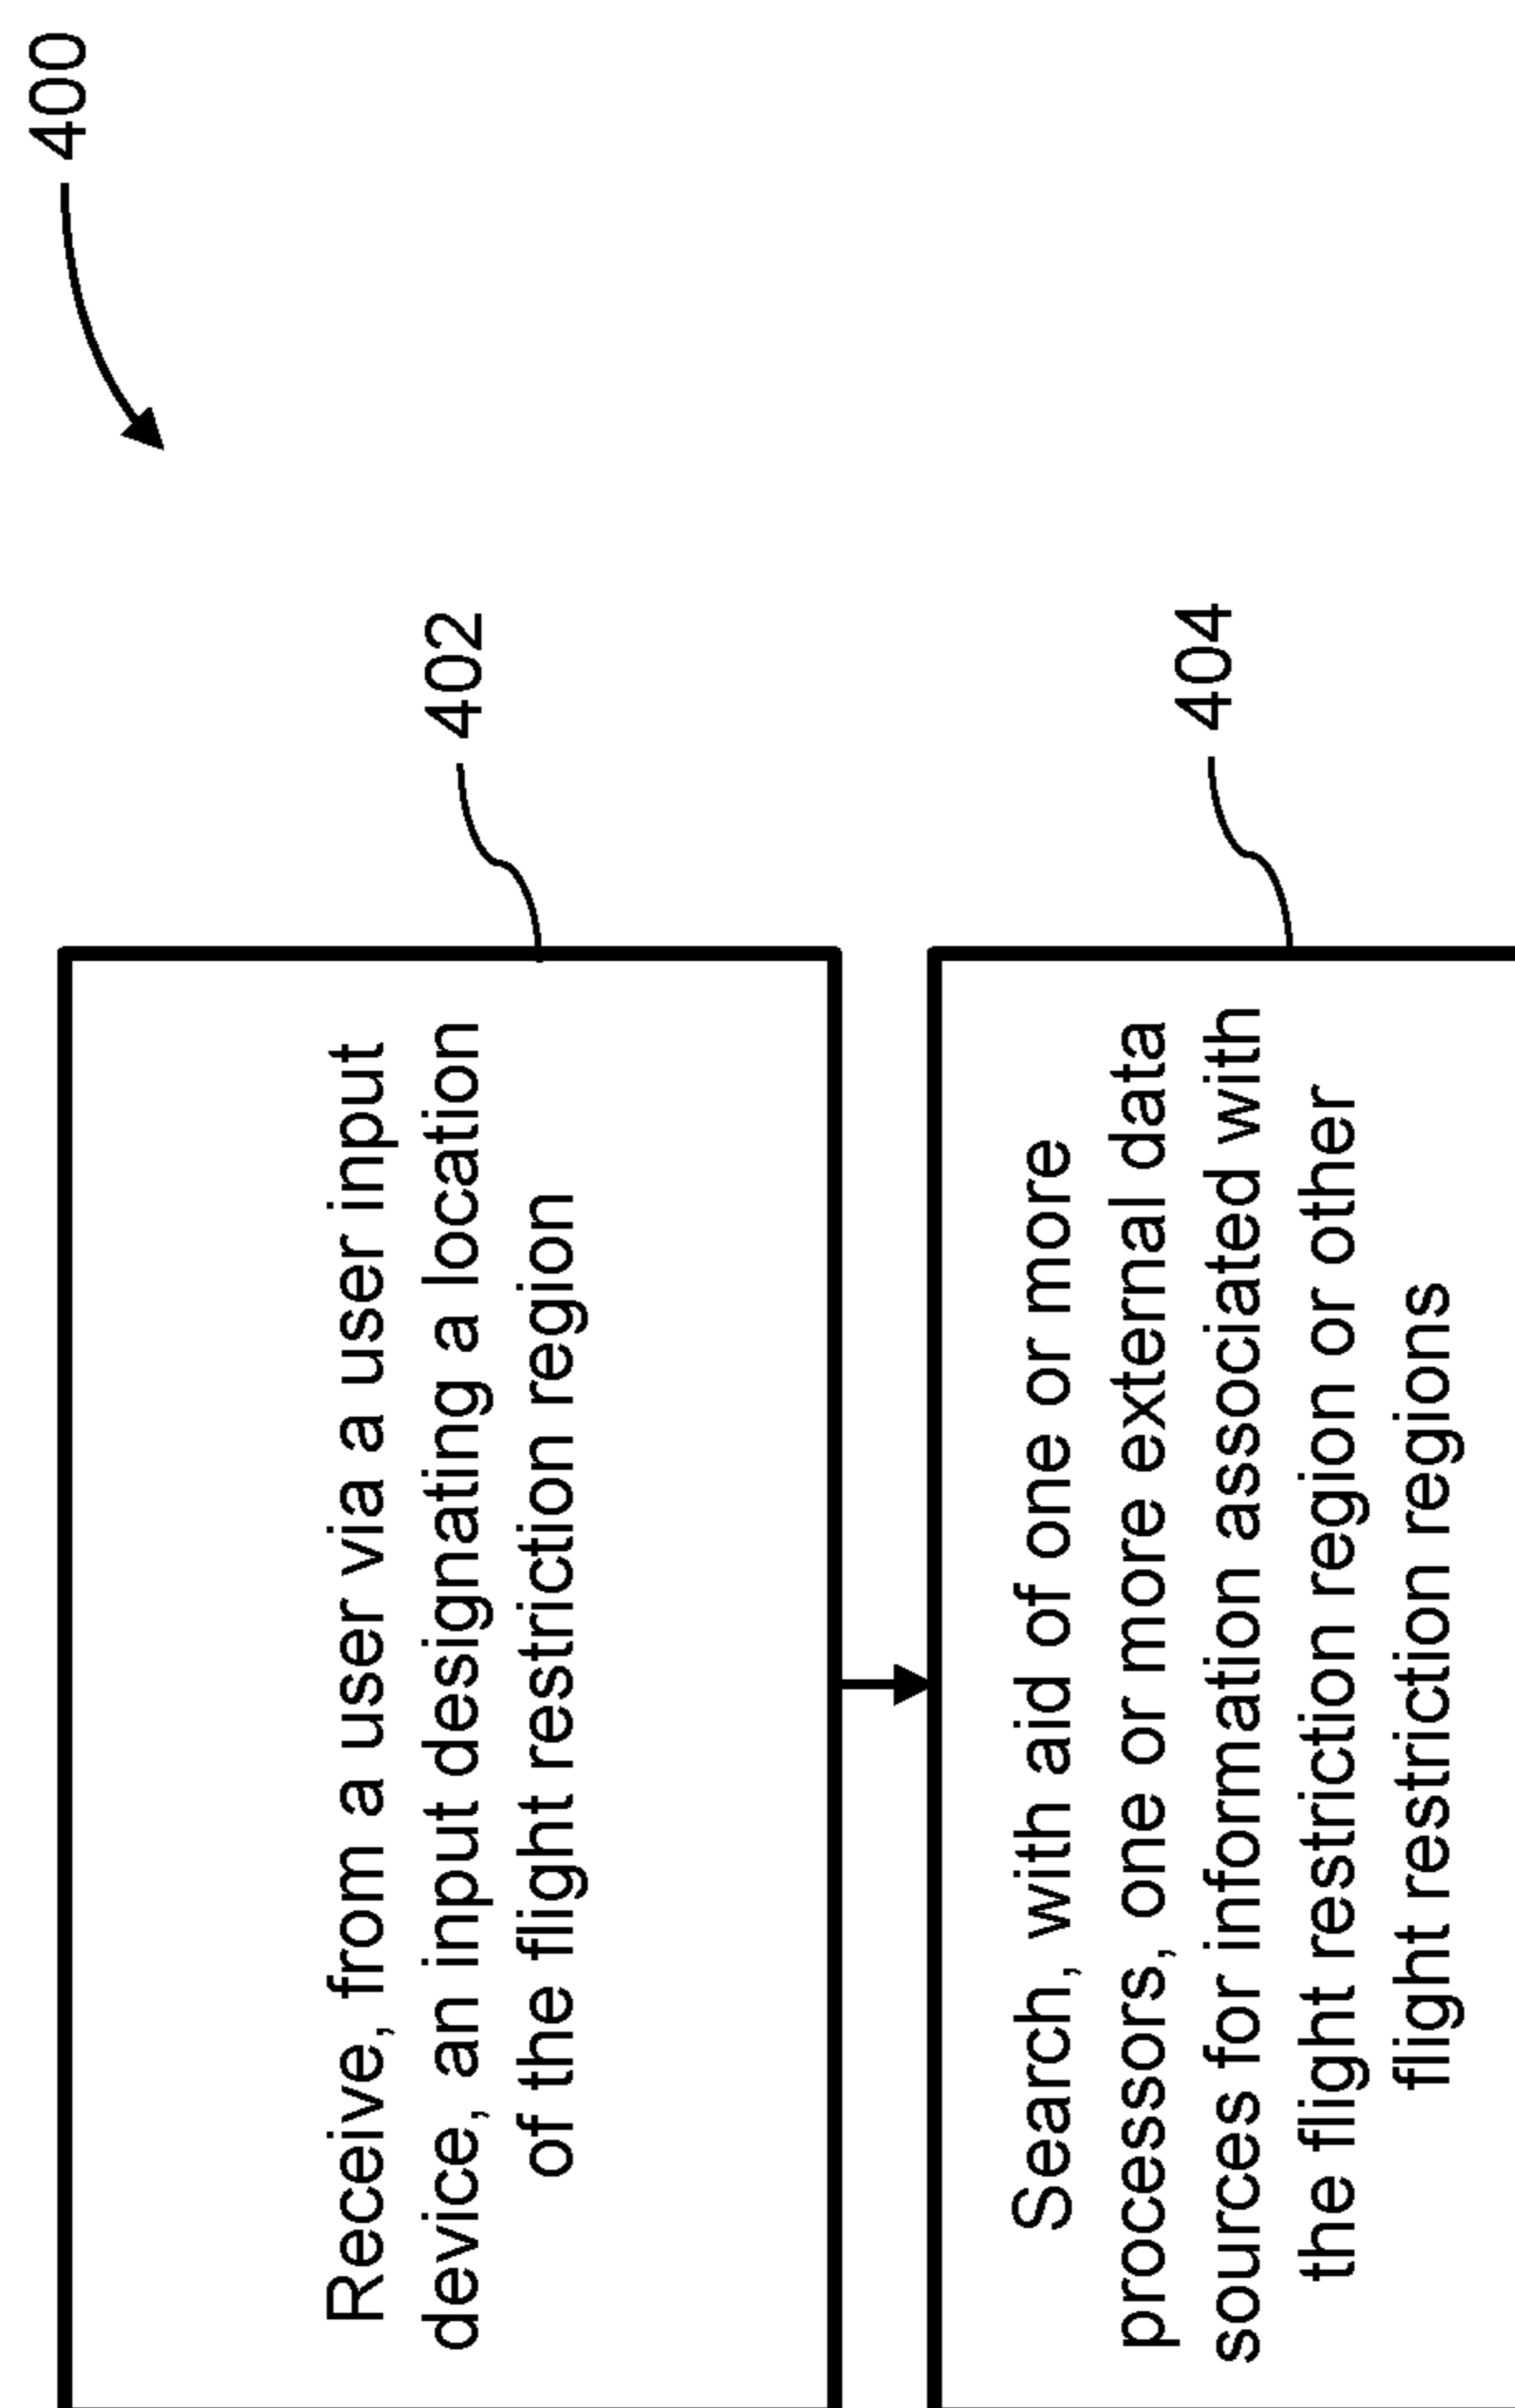 400
Receive, from a user via a user input
device, an input designating a location
of the flight restriction region
402
Search, with aid of one or more
processors, one or more external data
sources for information associated with
the flight restriction region or other
flight restriction regions
404